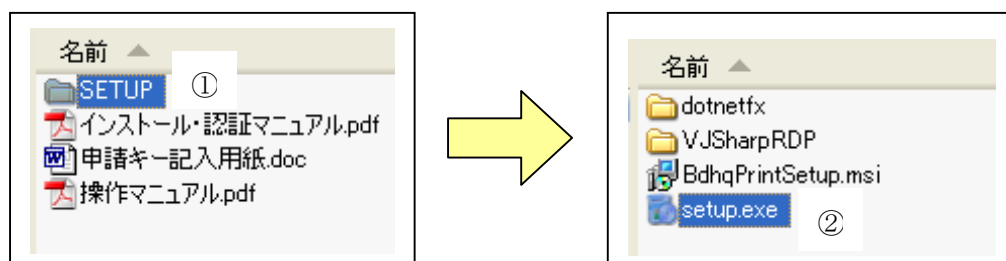 名前
SETUP ①
インストール・認証マニュアル.pdf
申請キー記入用紙.doc
操作マニュアル.pdf
名前
dotnetfx
VJSharpRDP
BdhqPrintSetup.msi
setup.exe ②